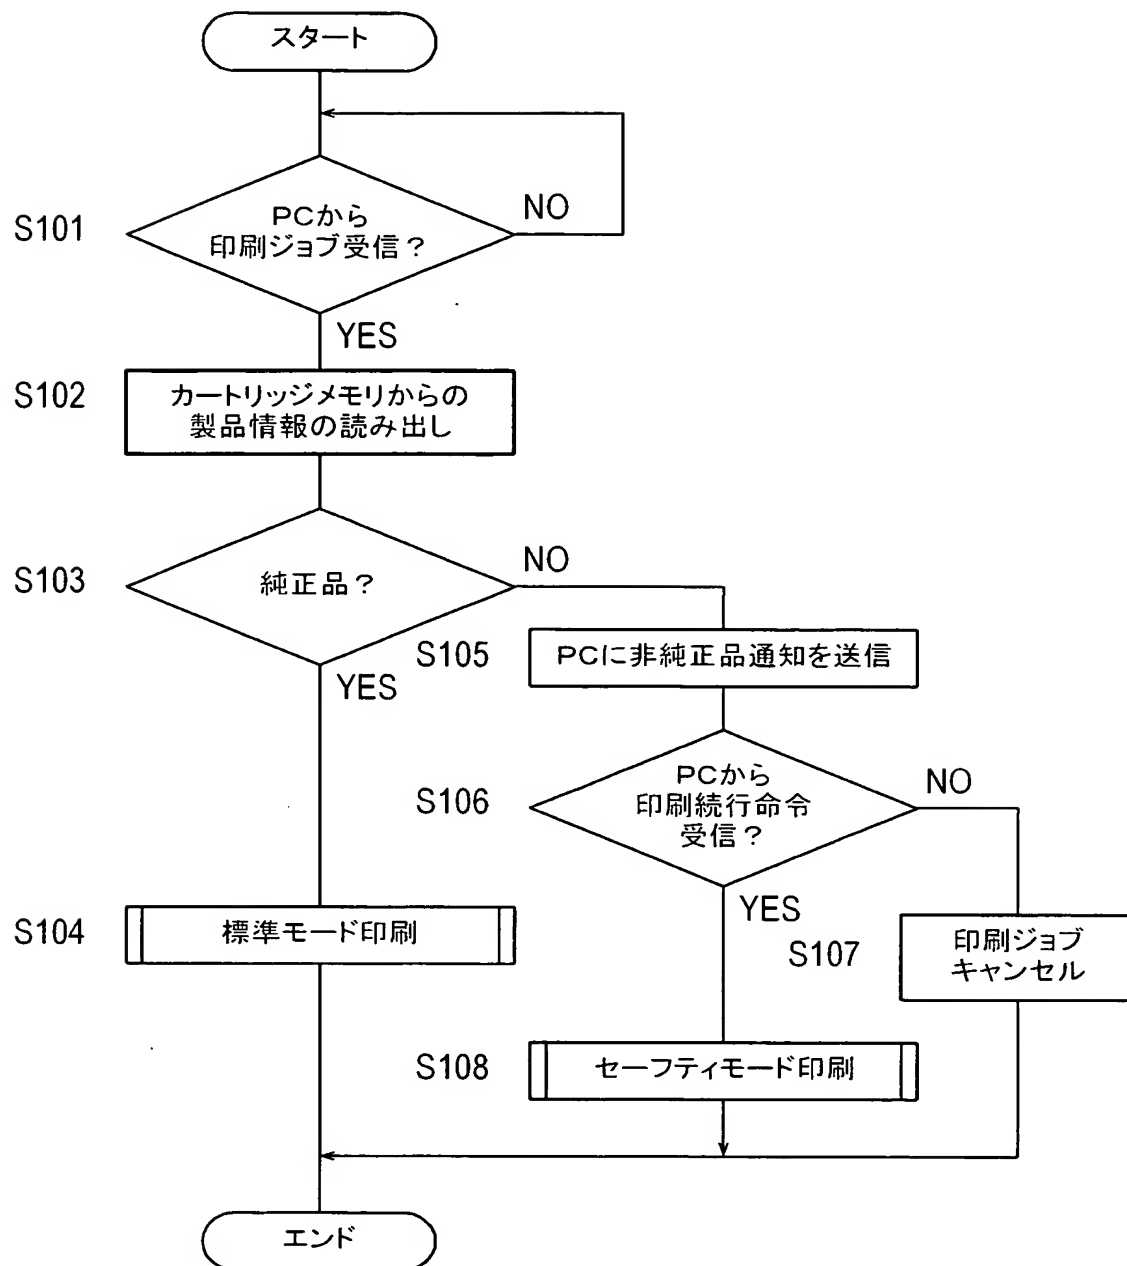 スタート
S101
PCから
印刷ジョブ受信？
NO
YES
S102
カートリッジメモリからの
製品情報の読み出し
S103
純正品？
NO
YES
S105
PCに非純正品通知を送信
S106
PCから
印刷続行命令
受信？
NO
YES
S104
標準モード印刷
S107
印刷ジョブ
キャンセル
S108
セーフティモード印刷
エンド